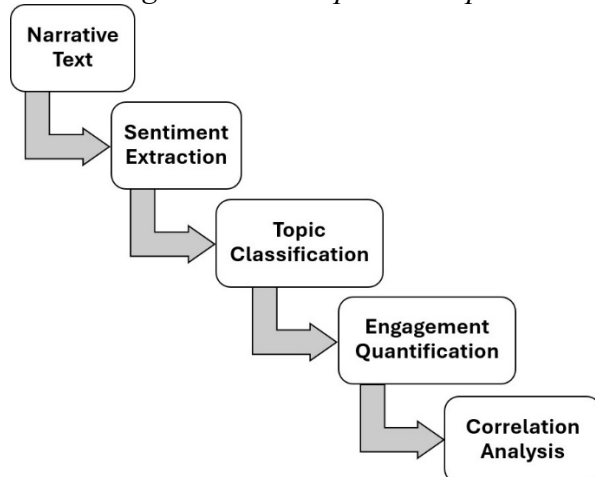 Narrative
Text
Sentiment
Extraction
Topic
Classification
Engagement
Quantification
Correlation
Analysis